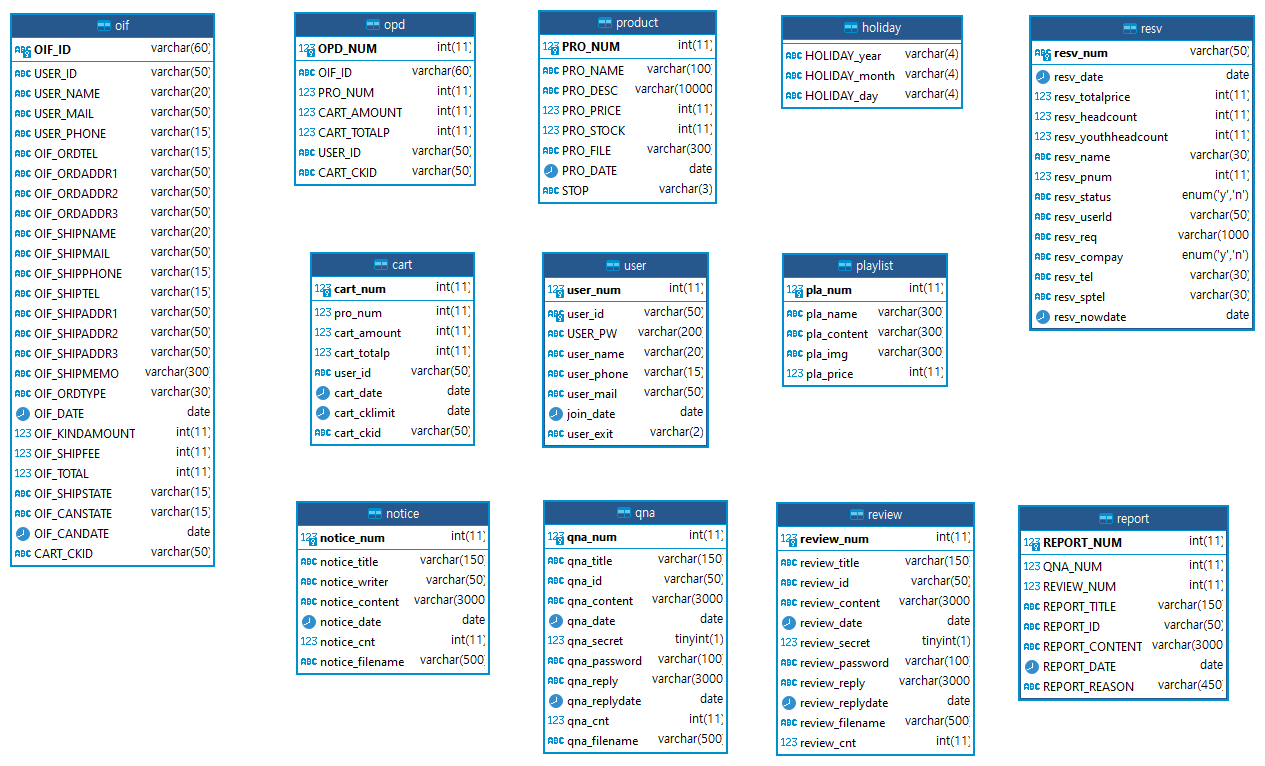 oif
OIF_ID varchar(60)
USER_ID varchar(50)
USER_NAME varchar(20)
USER_MAIL varchar(50)
USER_PHONE varchar(15)
OIF_ORDTEL varchar(15)
OIF_ORDADDR1 varchar(50)
OIF_ORDADDR2 varchar(50)
OIF_ORDADDR3 varchar(50)
OIF_SHIPNAME varchar(20)
OIF_SHIPMAIL varchar(50)
OIF_SHIPPHONE varchar(15)
OIF_SHIPTEL varchar(15)
OIF_SHIPADDR1 varchar(50)
OIF_SHIPADDR2 varchar(50)
OIF_SHIPADDR3 varchar(50)
OIF_SHIPMEMO varchar(300)
OIF_ORDTYPE varchar(30)
OIF_DATE date
OIF_KINDAMOUNT int(11)
OIF_SHIPFEE int(11)
OIF_TOTAL int(11)
OIF_SHIPSTATE varchar(15)
OIF_CANSTATE varchar(15)
OIF_CANDATE date
CART_CKID varchar(50)
opd
OPD_NUM int(11)
OIF_ID varchar(60)
PRO_NUM int(11)
CART_AMOUNT int(11)
CART_TOTALP int(11)
USER_ID varchar(50)
CART_CKID varchar(50)
product
PRO_NUM int(11)
PRO_NAME varchar(100)
PRO_DESC varchar(10000
PRO_PRICE int(11)
PRO_STOCK int(11)
PRO_FILE varchar(300)
PRO_DATE date
STOP varchar(3)
holiday
HOLIDAY_year varchar(4)
HOLIDAY_month varchar(4)
HOLIDAY_day varchar(4)
resv
resv_num varchar(50)
resv_date date
resv_totalprice int(11)
resv_headcount int(11)
resv_youthheadcount int(11)
resv_name varchar(30)
resv_pnum int(11)
resv_status enum('y','n')
resv_userId varchar(50)
resv_req varchar(1000
resv_compay enum('y','n')
resv_tel varchar(30)
resv_sptel varchar(30)
resv_nowdate date
cart
cart_num int(11)
pro_num int(11)
cart_amount int(11)
cart_totalp int(11)
user_id varchar(50)
cart_date date
cart_cklimit date
cart_ckid varchar(50)
user
user_num int(11)
user_id varchar(50)
USER_PW varchar(200)
user_name varchar(20)
user_phone varchar(15)
user_mail varchar(50)
join_date date
user_exit varchar(2)
playlist
pla_num int(11)
pla_name varchar(300)
pla_content varchar(300)
pla_img varchar(300)
pla_price int(11)
notice
notice_num int(11)
notice_title varchar(150)
notice_writer varchar(50)
notice_content varchar(3000
notice_date date
notice_cnt int(11)
notice_filename varchar(500)
qna
qna_num int(11)
qna_title varchar(150)
qna_id varchar(50)
qna_content varchar(3000
qna_date date
qna_secret tinyint(1)
qna_password varchar(100)
qna_reply varchar(3000
qna_replydate date
qna_cnt int(11)
qna_filename varchar(500)
review
review_num int(11)
review_title varchar(150)
review_id varchar(50)
review_content varchar(3000
review_date date
review_secret tinyint(1)
review_password varchar(100)
review_reply varchar(3000
review_replydate date
review_filename varchar(500)
review_cnt int(11)
report
REPORT_NUM int(11)
QNA_NUM int(11)
REVIEW_NUM int(11)
REPORT_TITLE varchar(150)
REPORT_ID varchar(50)
REPORT_CONTENT varchar(3000
REPORT_DATE date
REPORT_REASON varchar(450)